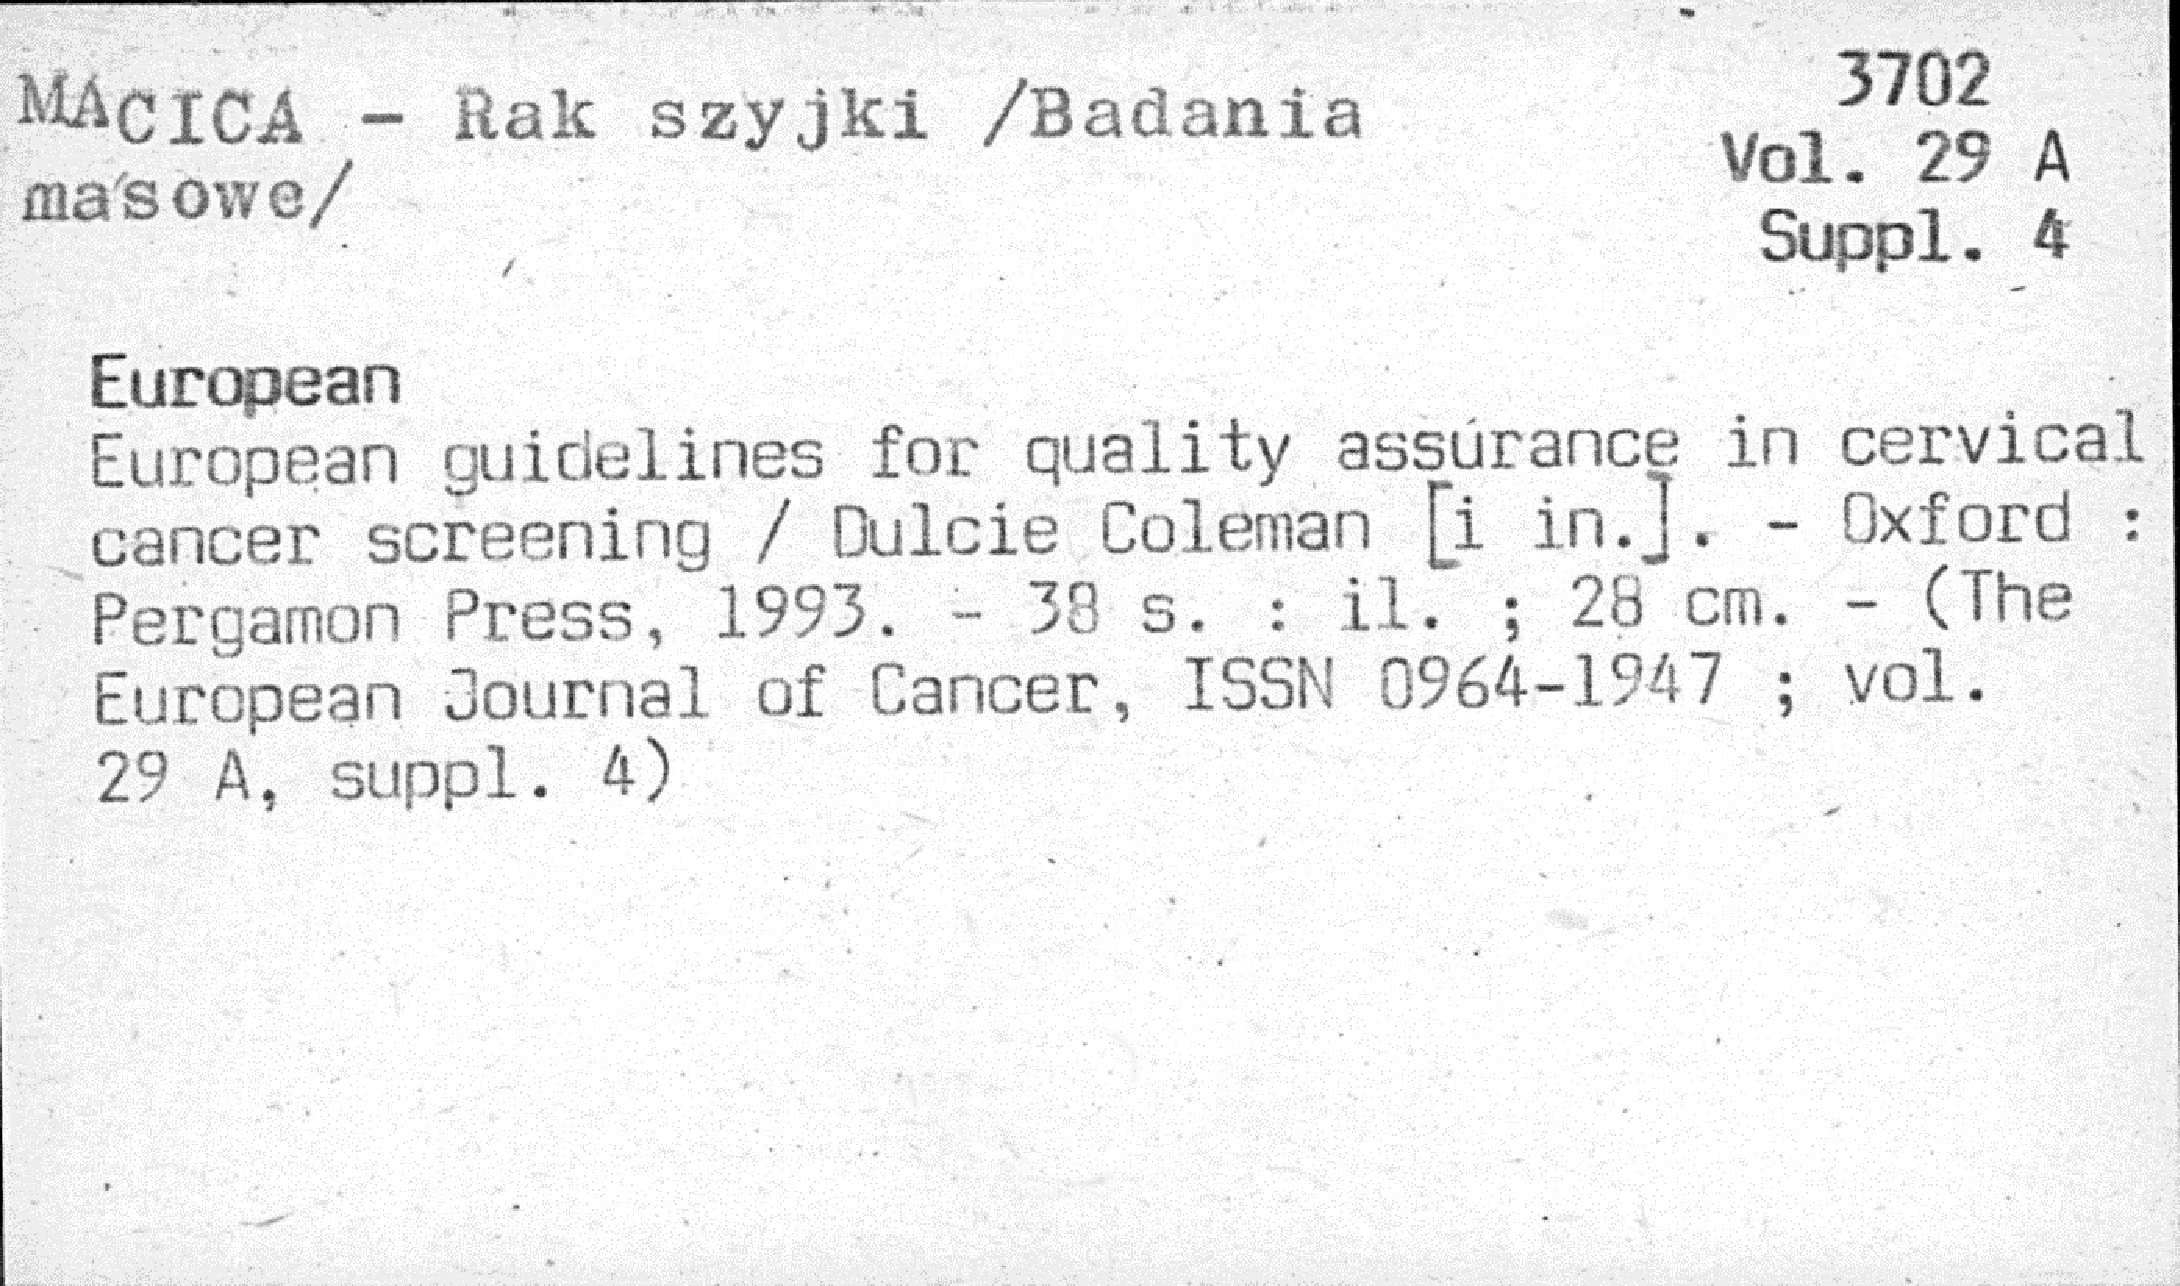 MACICA - Rak szyjki /Badania
masowe/
3702
Vol. 29 A
Suppl. 4
European
European guidelines for quality assurance in cervical
cancer screening / Dulcie Coleman [i in.]. - Oxford :
Pergamon Press, 1993. - 38 s. : il. ; 28 cm. - (The
European Journal of Cancer, ISSN 0964-1947 ; vol.
29 A, suppl. 4)